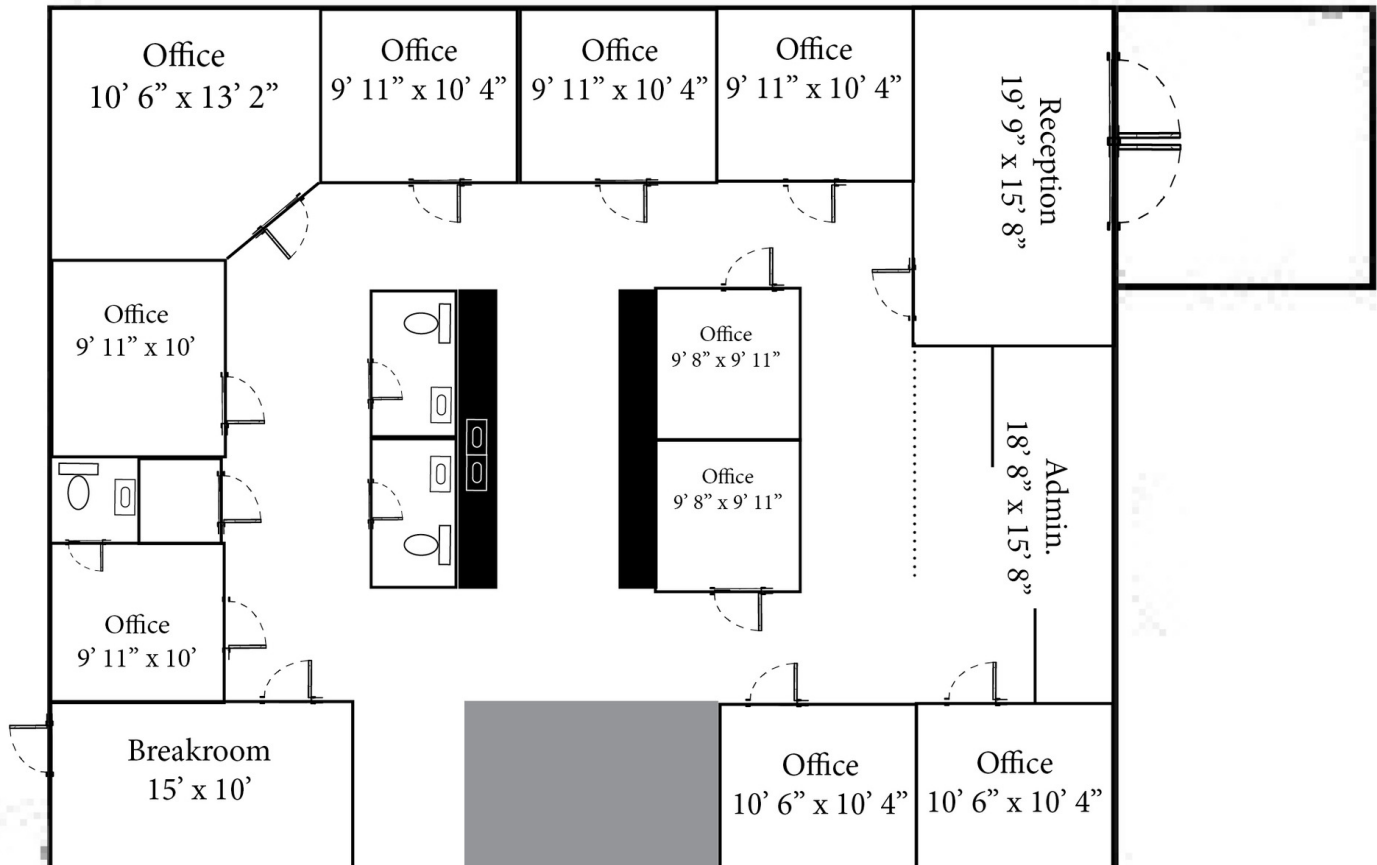 Office
10’ 6” x 13’ 2”
Office
9’ 11” x 10’ 4”
Office
9’ 11” x 10’ 4”
Office
9’ 11” x 10’ 4”
Reception
19’ 9” x 15’ 8”
Office
9’ 11” x 10’
Office
9’ 8” x 9’ 11”
Office
9’ 8” x 9’ 11”
Admin.
18’ 8” x 15’ 8”
Office
9’ 11” x 10’
Breakroom
15’ x 10’
Office
10’ 6” x 10’ 4”
Office
10’ 6” x 10’ 4”